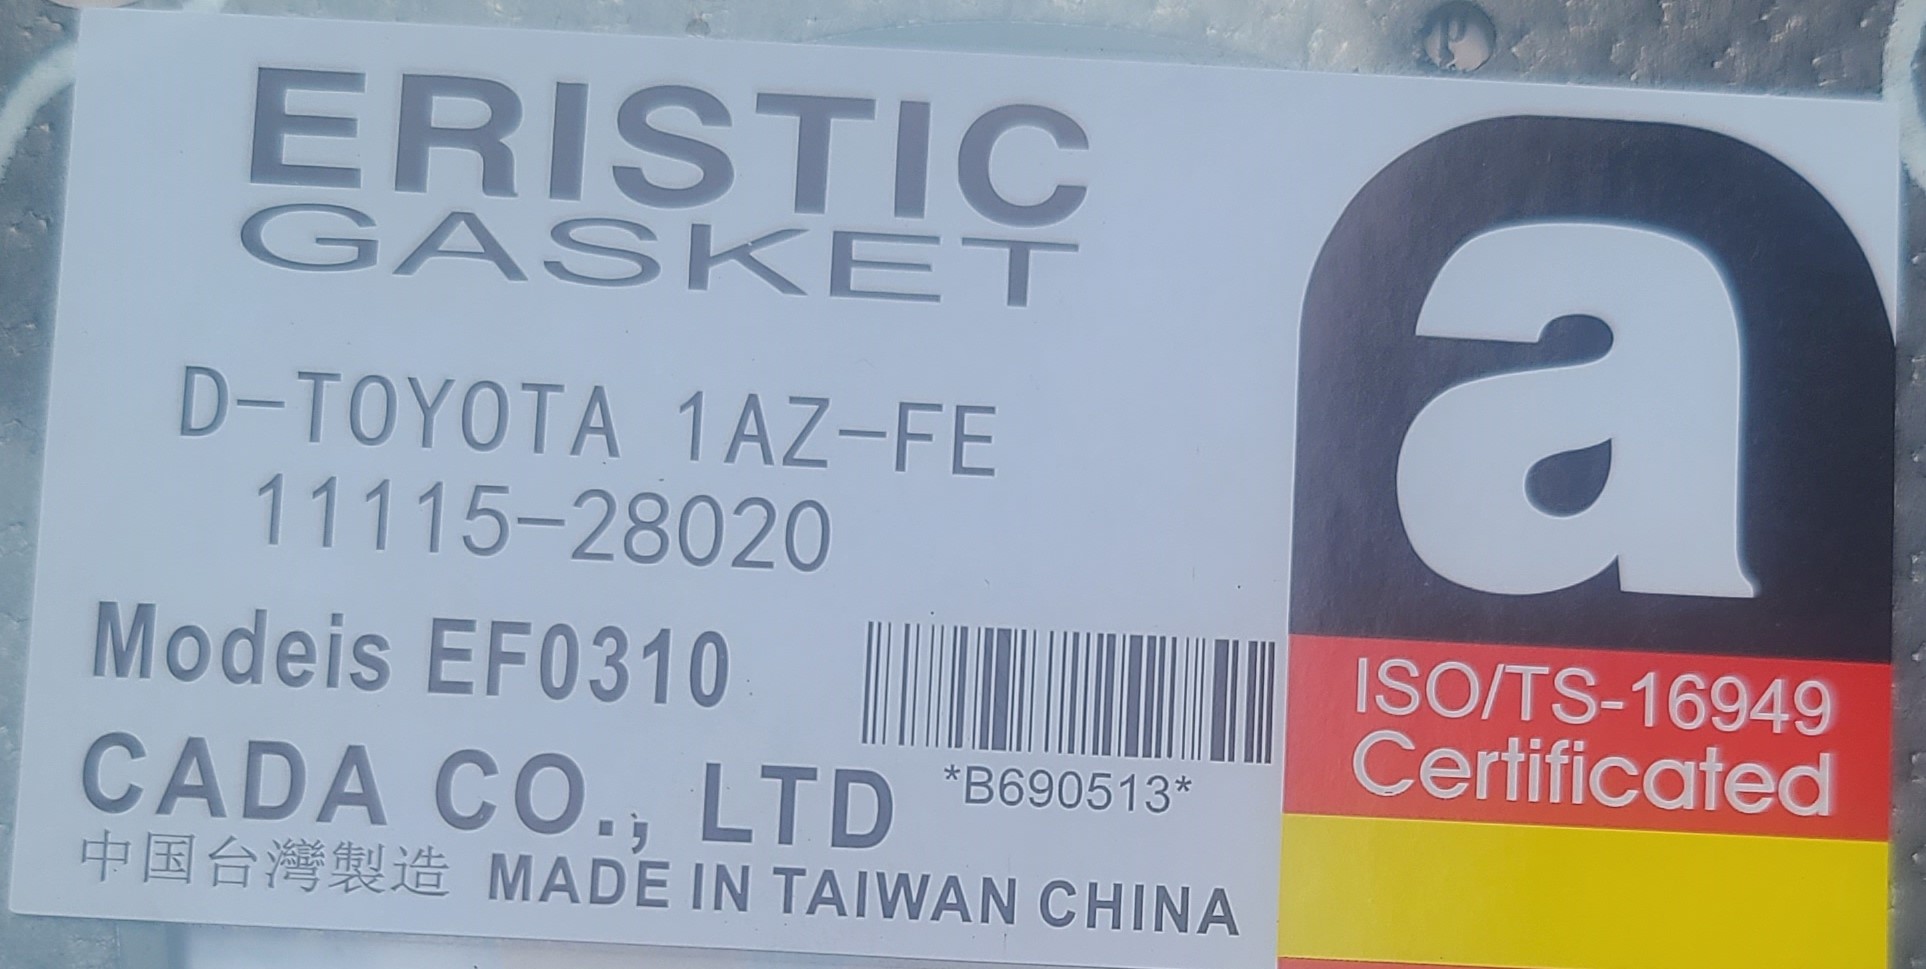 ERISTIC
GASKET
D-TOYOTA 1AZ-FE
11115-28020
Modeis EF0310
CADA CO., LTD
*B690513*
中国台灣製造 MADE IN TAIWAN CHINA
a
ISO/TS-16949
Certificated